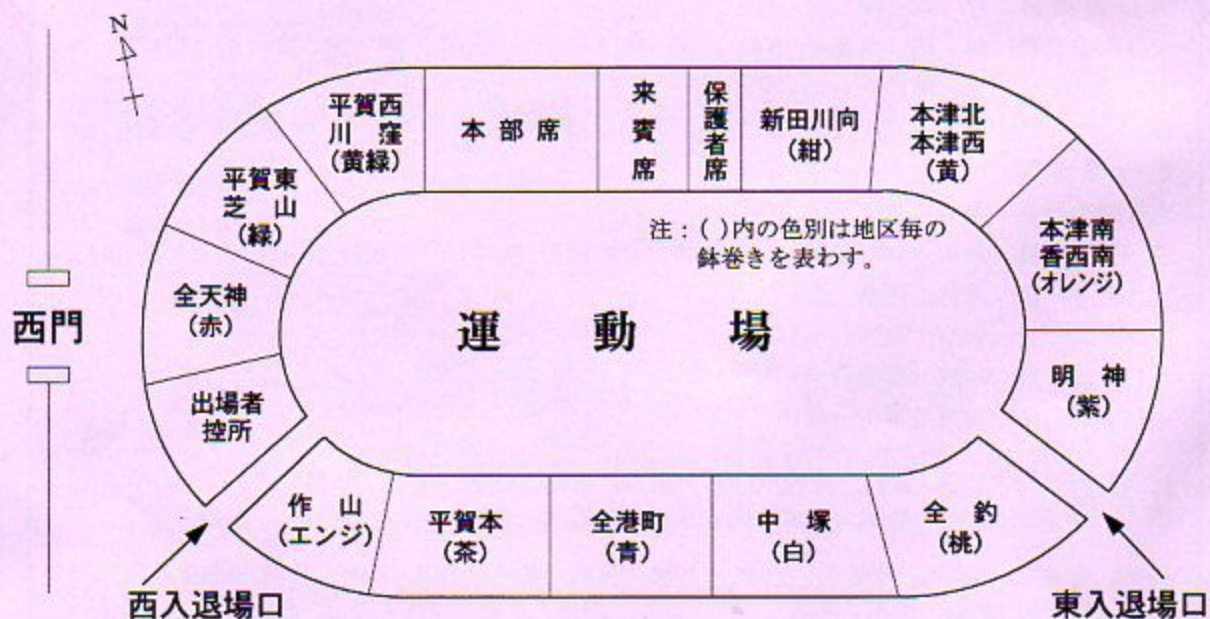 N
平賀西
川窪
(黄緑)
本部席
来賓席
保護者席
新田川向
(紺)
本津北
本津西
(黄)
平賀東
芝山
(緑)
注:( )内の色別は地区毎の
鉢巻きを表わす。
本津南
香西南
(オレンジ)
全天神
(赤)
西門
運動場
明神
(紫)
出場者
控所
作山
(エンジ)
平賀本
(茶)
全港町
(青)
中塚
(白)
全釣
(桃)
西入退場口
東入退場口